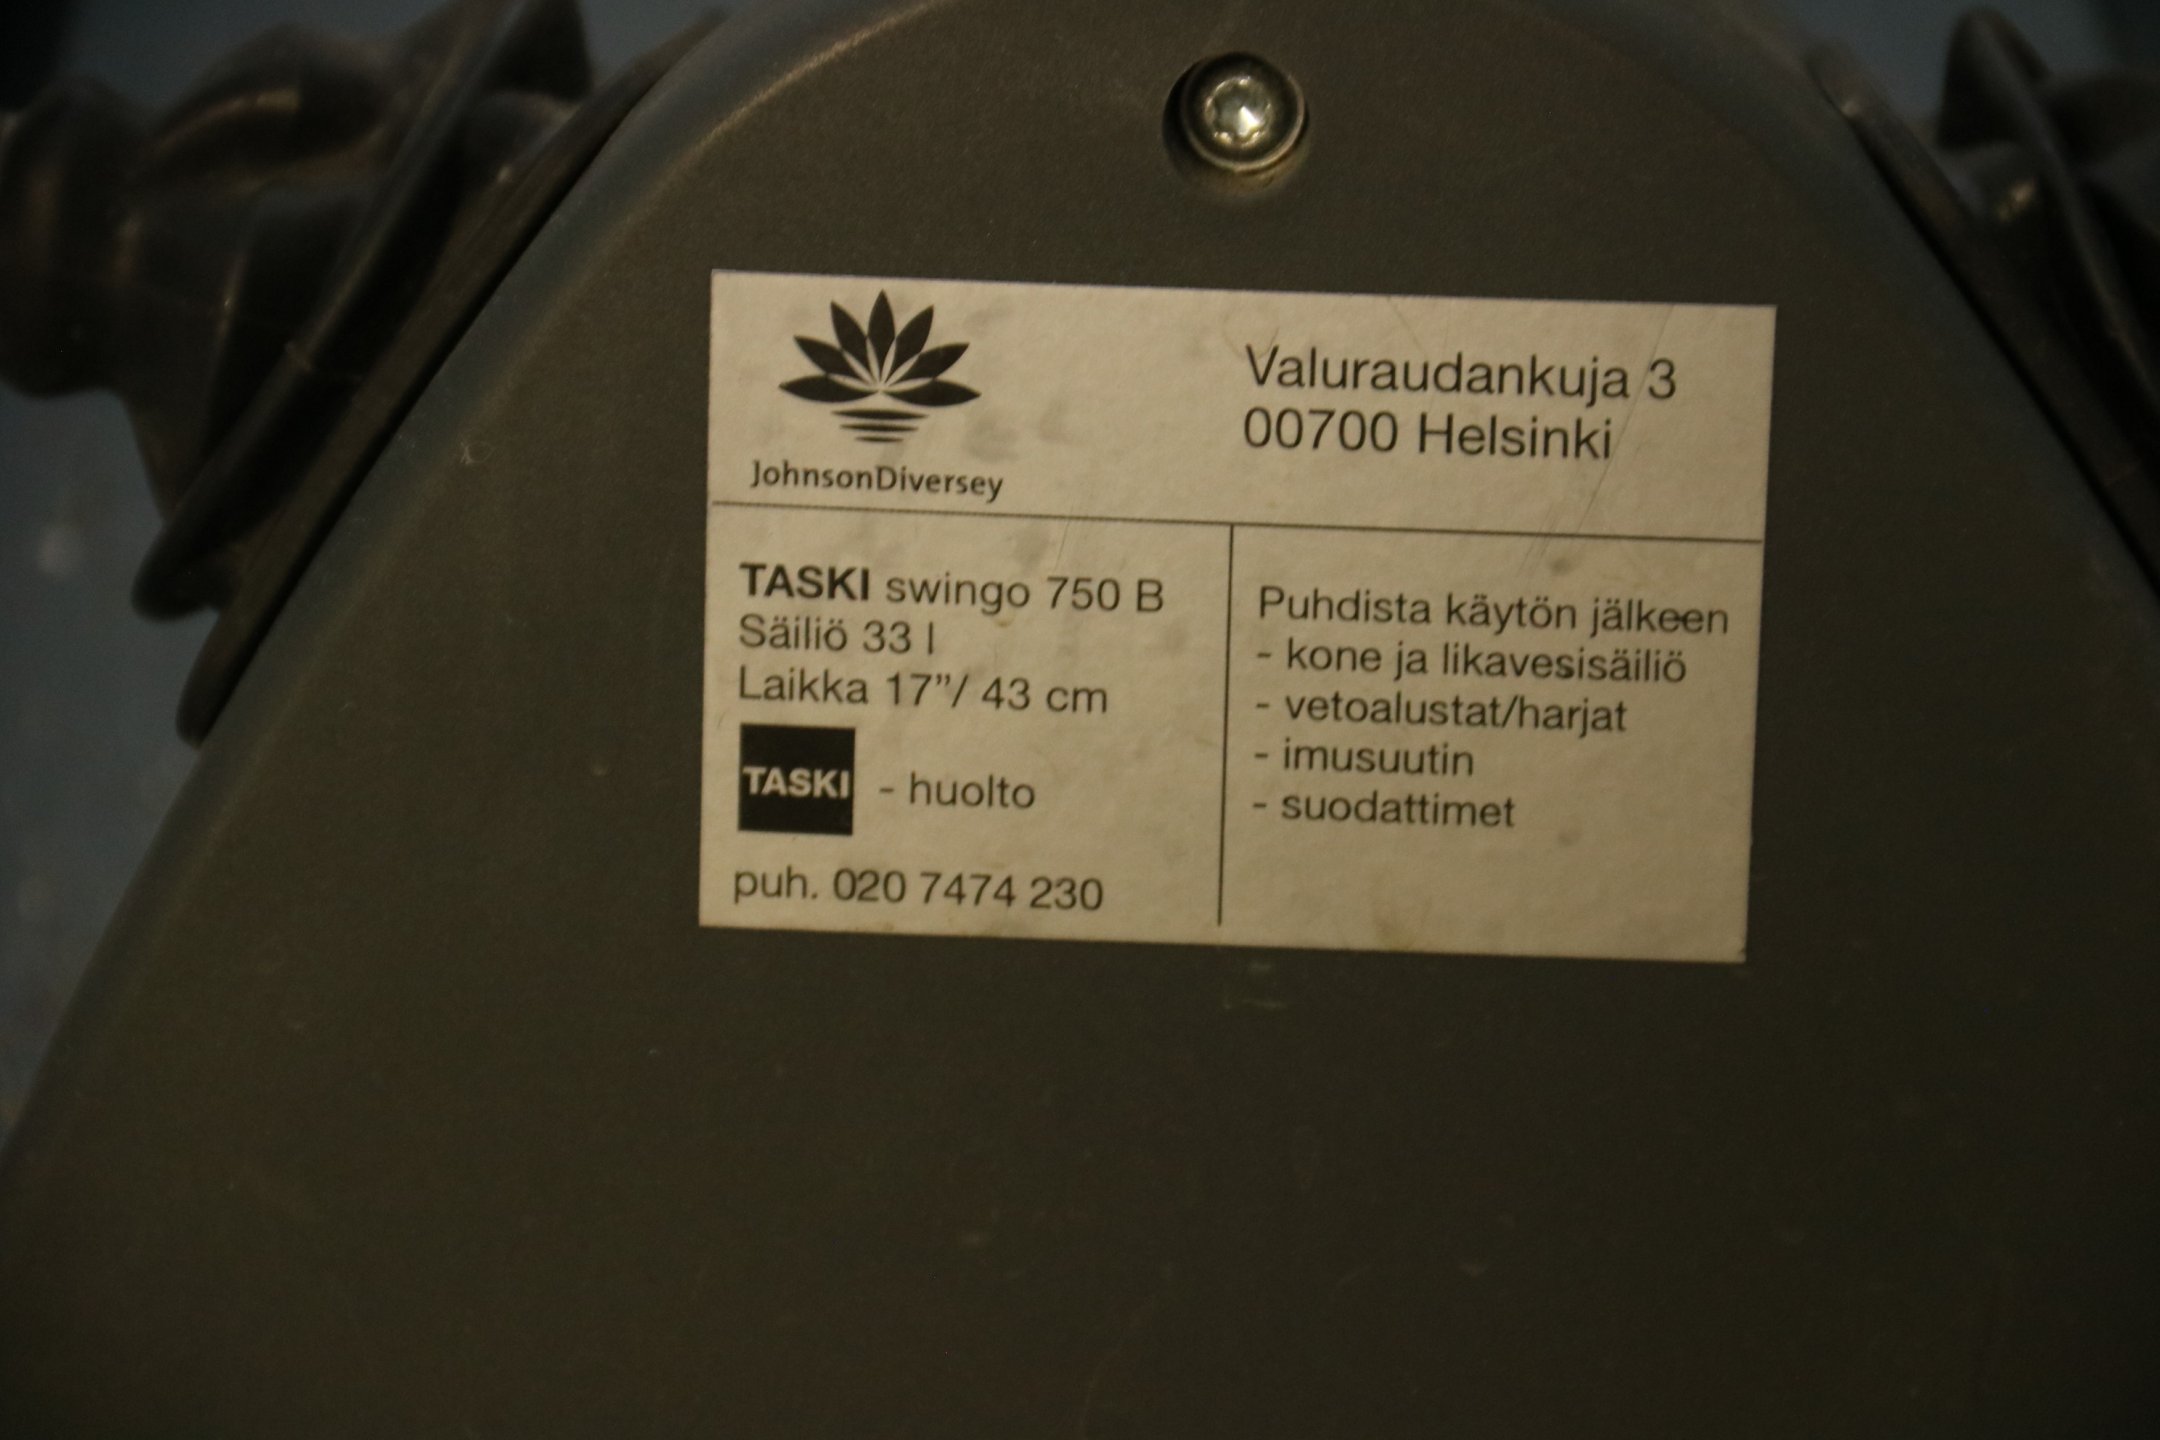 JohnsonDiversey
Valuraudankuja 3
00700 Helsinki
TASKI swingo 750 B
Säiliö 33 l
Laikka 17”/ 43 cm
TASKI - huolto
puh. 020 7474 230
Puhdista käytön jälkeen
- kone ja likavesisäiliö
- vetoalustat/harjat
- imusuutin
- suodattimet